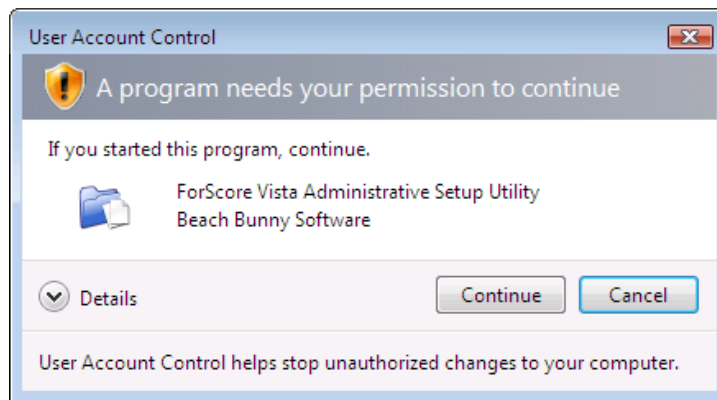 User Account Control
A program needs your permission to continue
If you started this program, continue.
ForScore Vista Administrative Setup Utility
Beach Bunny Software
Details
Continue
Cancel
User Account Control helps stop unauthorized changes to your computer.